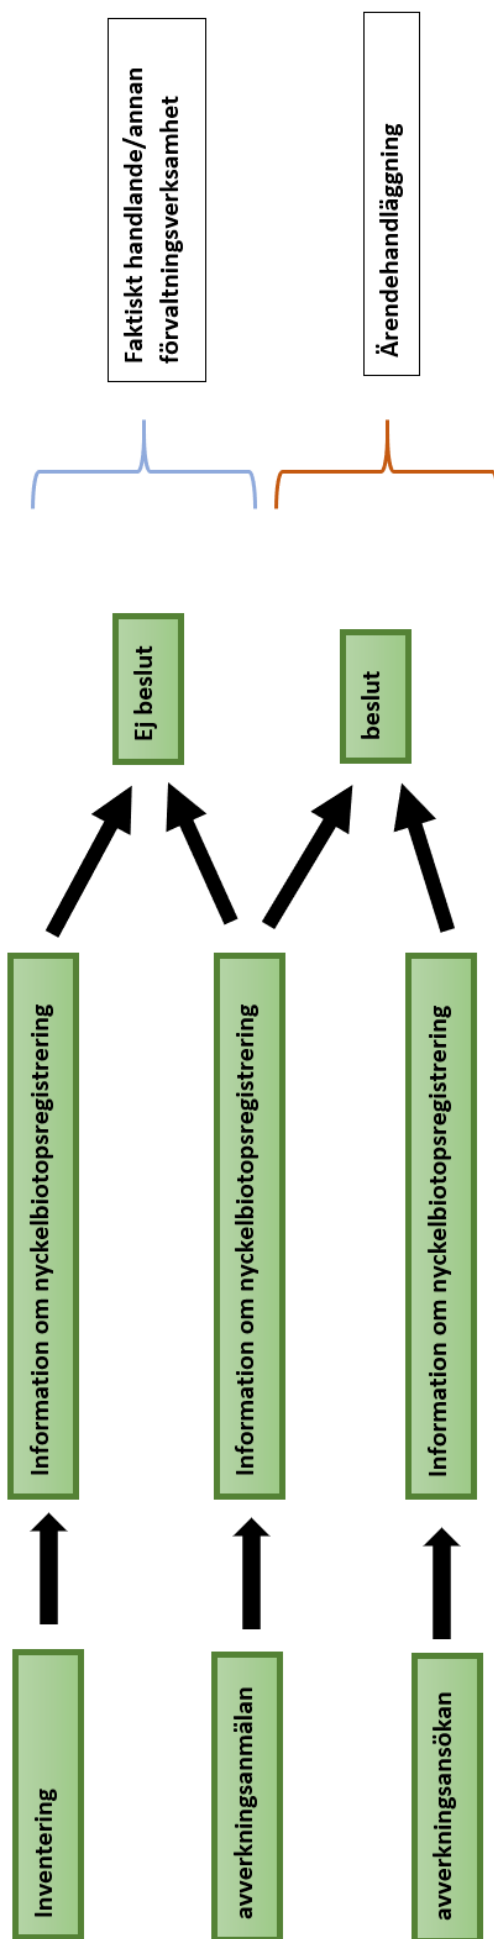 Inventering
Information om nyckelbiotopsregistrering
Ej beslut
Faktiskt handlande/annan
förvaltningsverksamhet
avverkningsanmälan
Information om nyckelbiotopsregistrering
beslut
Ärendehandläggning
avverkningsansökan
Information om nyckelbiotopsregistrering